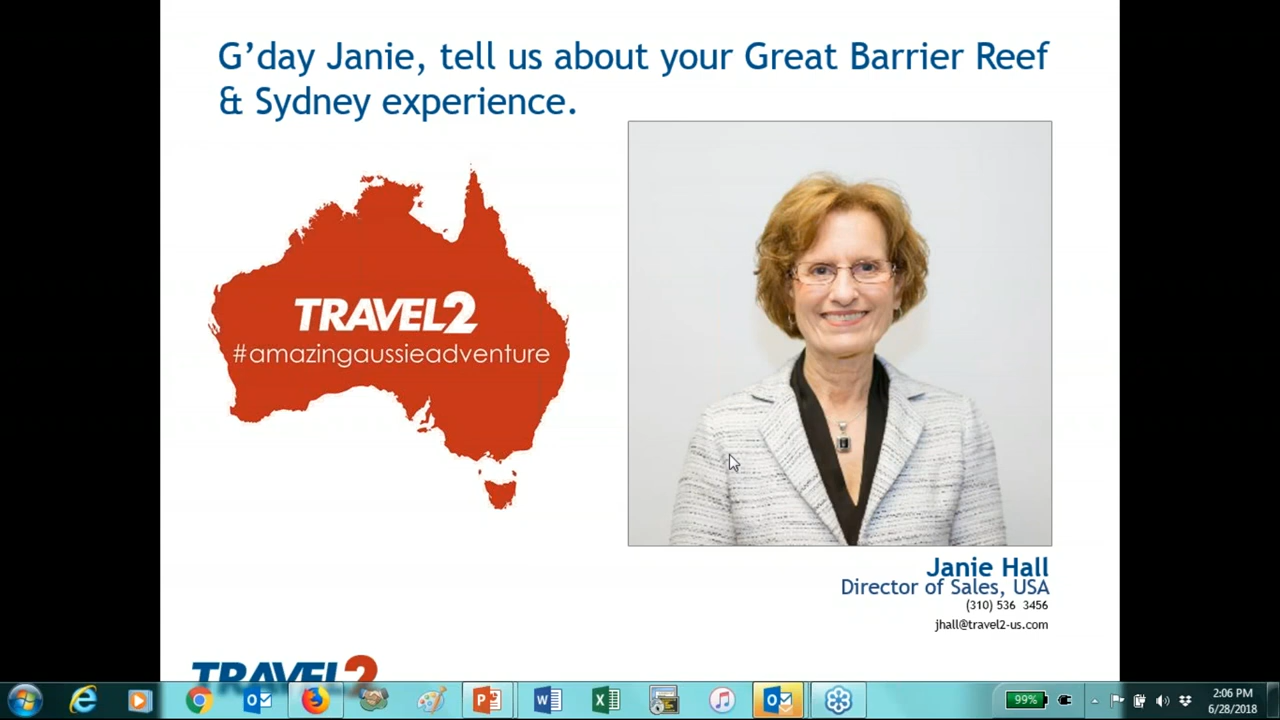 G’day Janie, tell us about your Great Barrier Reef
& Sydney experience.
TRAVEL2
#amazingaussieadventure
Janie Hall
Director of Sales, USA
(310) 536 3456
jhall@travel2-us.com
TRAVEL2
99%
2:06 PM
6/28/2018